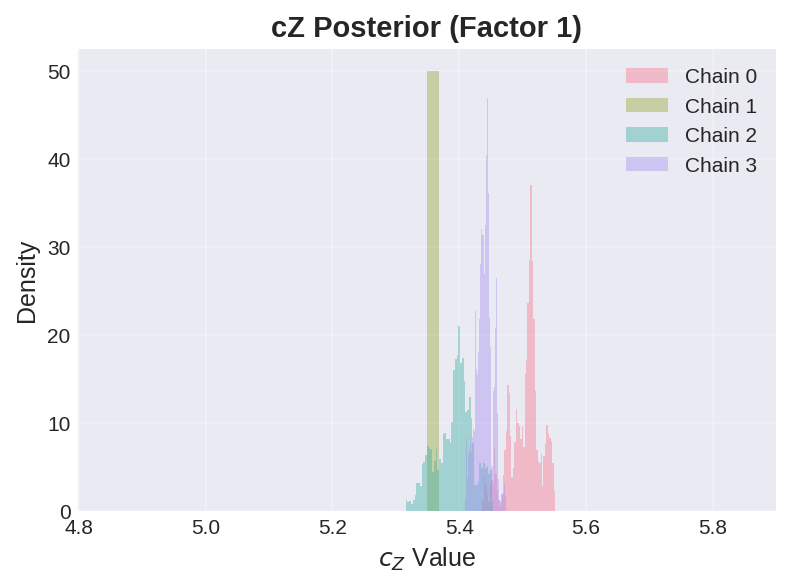 cZ Posterior (Factor 1)
50
40
30
20
10
0
Density
Chain 0
Chain 1
Chain 2
Chain 3
4.8 5.0 5.2 5.4 5.6 5.8
c_Z Value